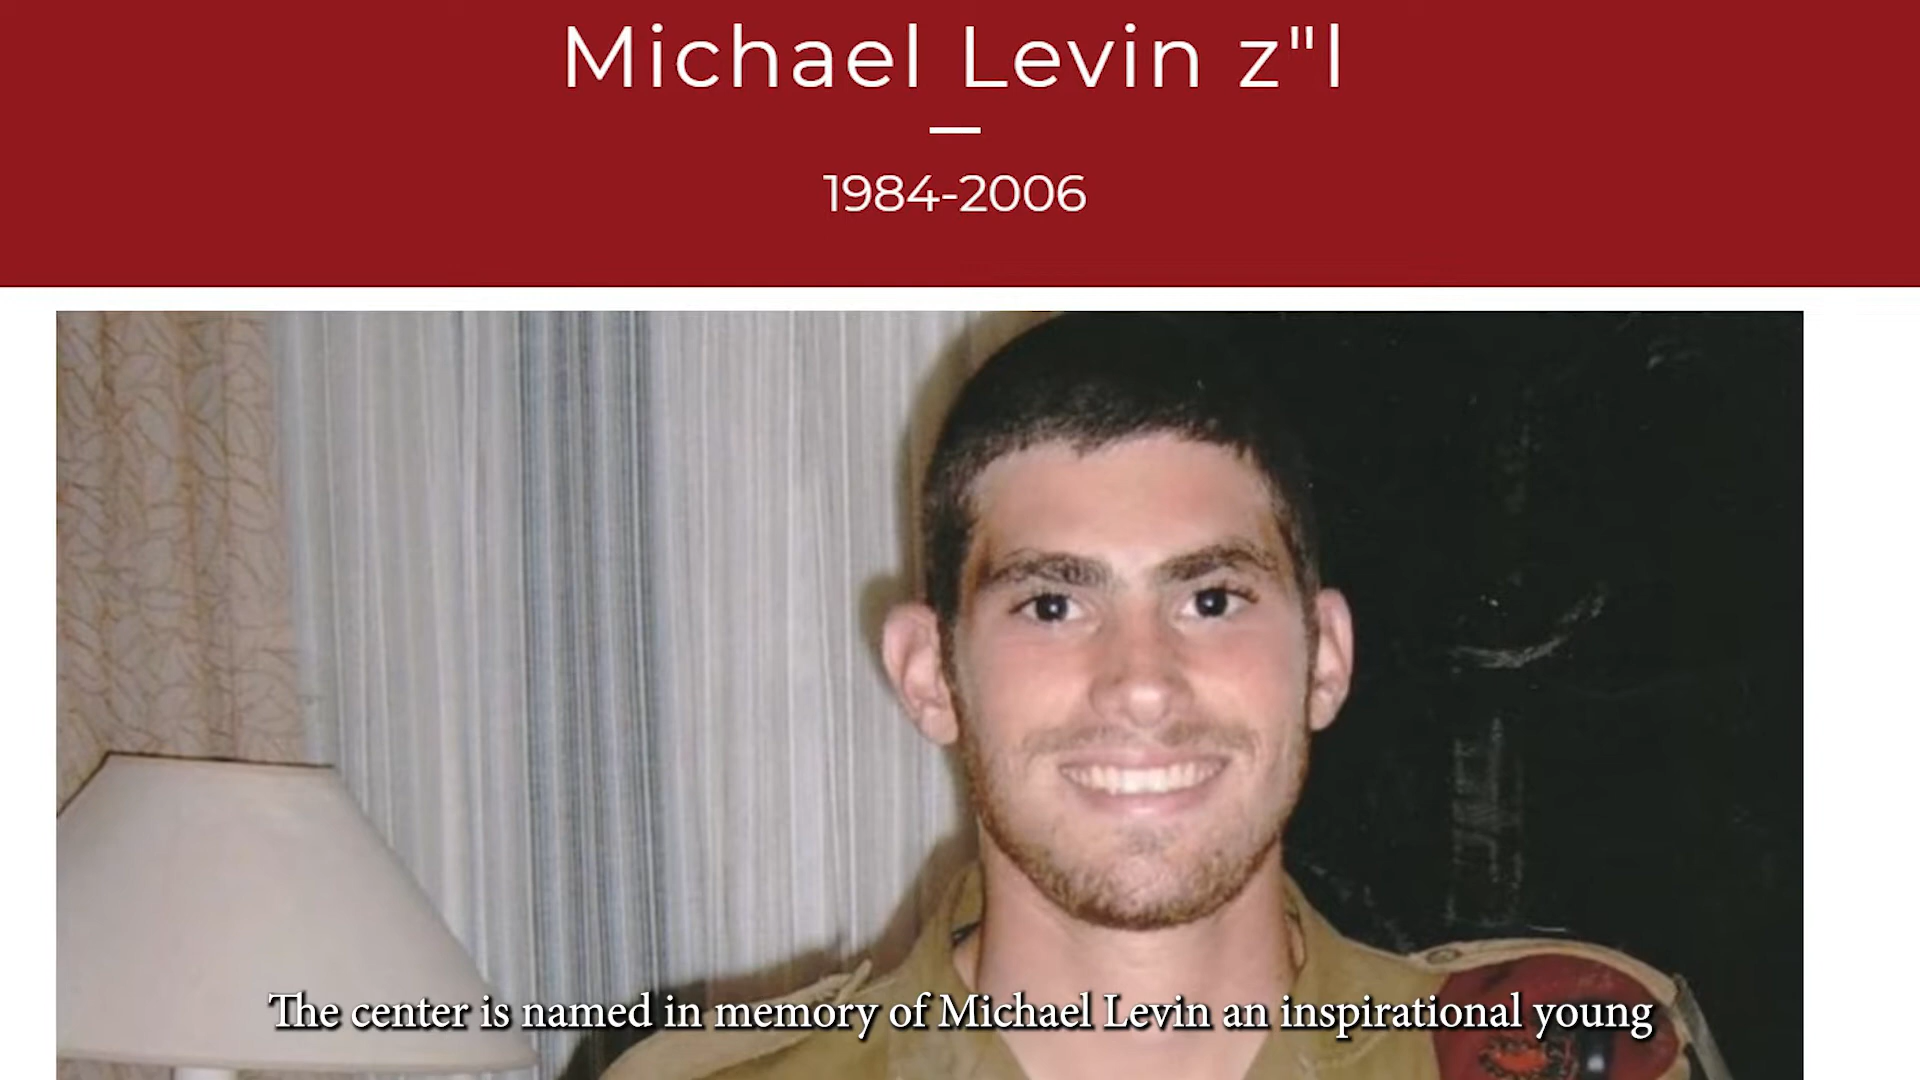 Michael Levin z"l
1984-2006
The center is named in memory of Michael Levin an inspirational young